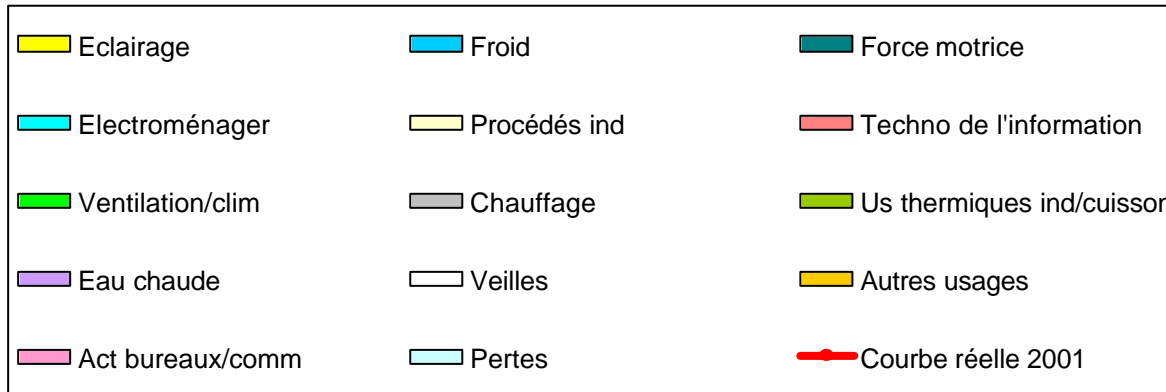 Eclairage Froid Force motrice
Electroménager Procédés ind Techno de l'information
Ventilation/clim Chauffage Us thermiques ind/cuisson
Eau chaude Veilles Autres usages
Act bureaux/comm Pertes Courbe réelle 2001